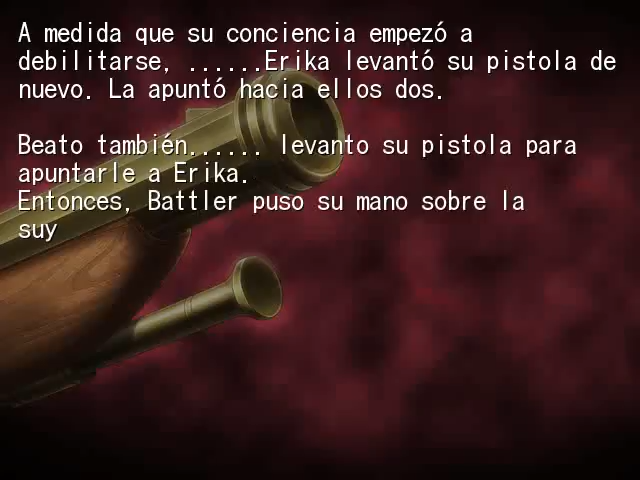 A medida que su conciencia empezó a
debilitarse, ......Erika levantó su pistola de
nuevo. La apuntó hacia ellos dos.
Beato también...... levanto su pistola para
apuntarle a Erika.
Entonces, Battler puso su mano sobre la
suy